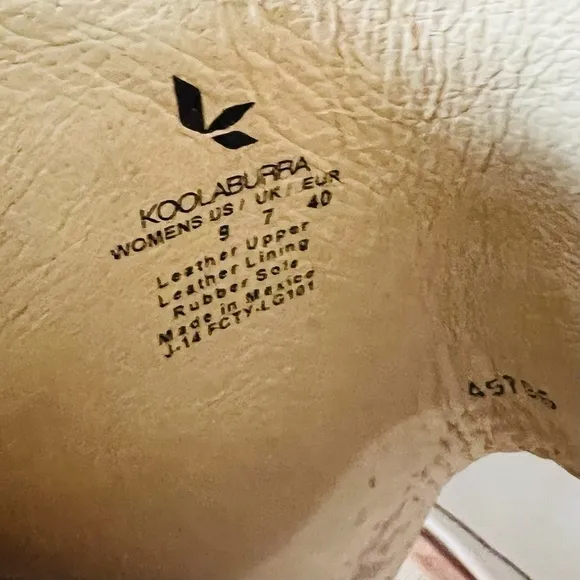 KOOLABURRA
WOMENS US / UK / EUR
9 7 40
Leather Upper
Leather Lining
Rubber Sole
Made in Mexico
J-14 FCTY-LG101